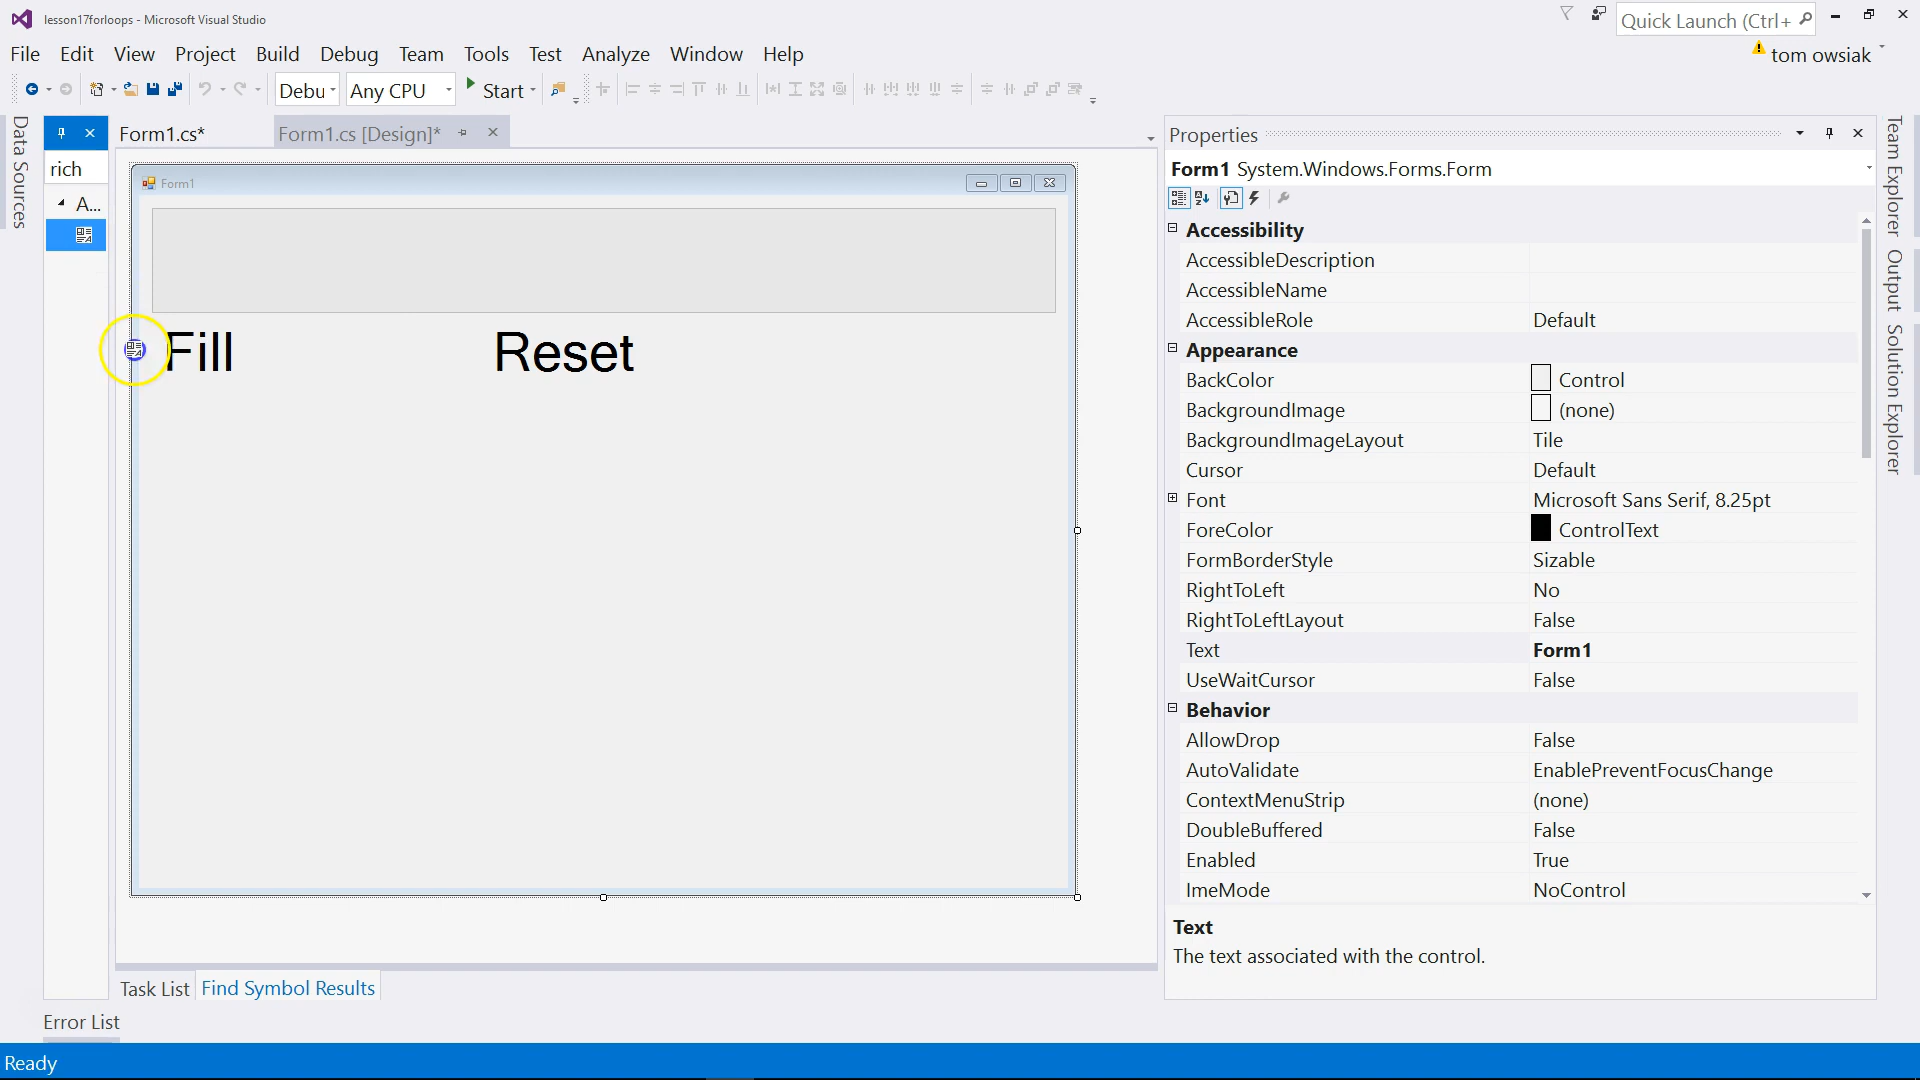 lesson17forloops - Microsoft Visual Studio
Quick Launch (Ctrl+
File Edit View Project Build Debug Team Tools Test Analyze Window Help
tom owsiak
Debu Any CPU Start
Data Sources
rich
A...
Form1.cs* Form1.cs [Design]*
Form1
Fill Reset
Properties
Form1 System.Windows.Forms.Form
Accessibility
AccessibleDescription
AccessibleName
AccessibleRole Default
Appearance
BackColor Control
BackgroundImage (none)
BackgroundImageLayout Tile
Cursor Default
Font Microsoft Sans Serif, 8.25pt
ForeColor ControlText
FormBorderStyle Sizable
RightToLeft No
RightToLeftLayout False
Text Form1
UseWaitCursor False
Behavior
AllowDrop False
AutoValidate EnablePreventFocusChange
ContextMenuStrip (none)
DoubleBuffered False
Enabled True
ImeMode NoControl
Text
The text associated with the control.
Team Explorer
Output
Solution Explorer
Task List Find Symbol Results
Error List
Ready